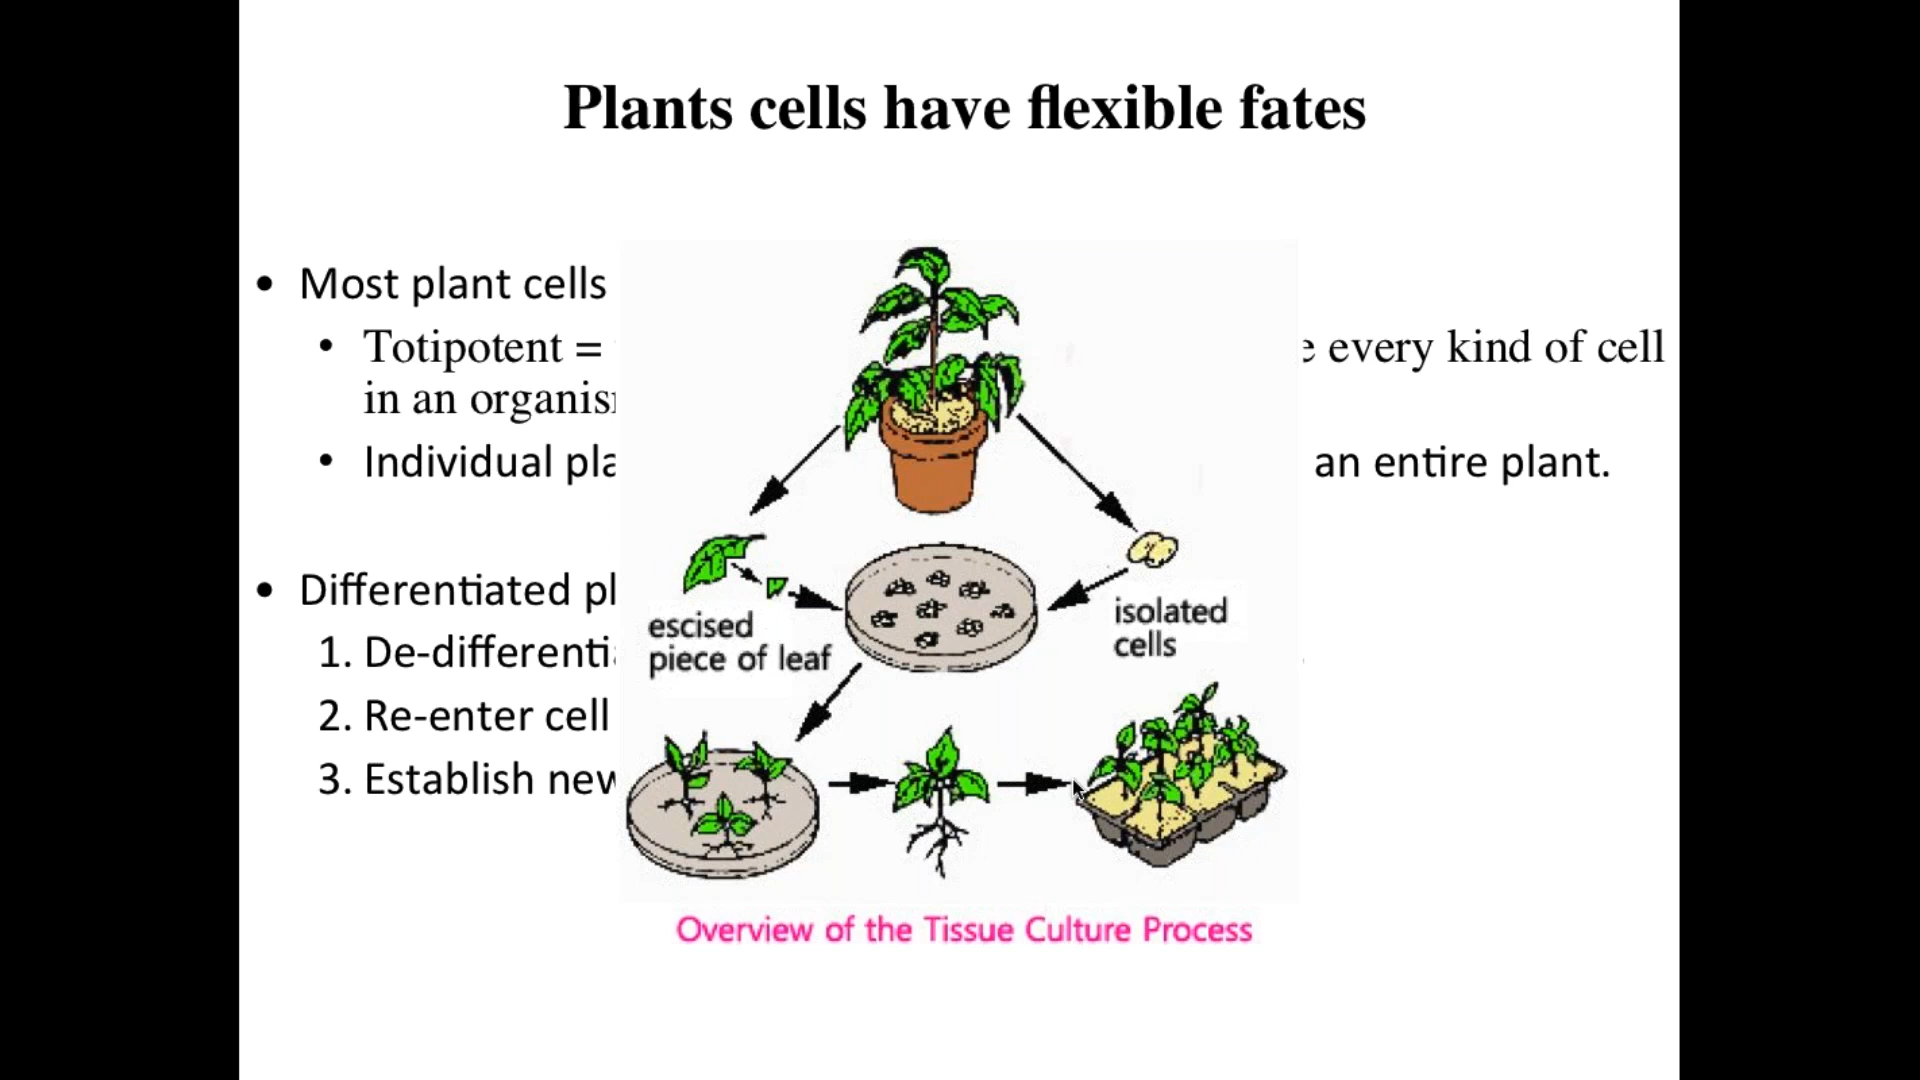 Plants cells have flexible fates
• Most plant cells
• Totipotent = e every kind of cell
in an organis
• Individual pla an entire plant.
• Differentiated pl
1. De-differenti
2. Re-enter cell
3. Establish new
escised
piece of leaf
isolated
cells
Overview of the Tissue Culture Process